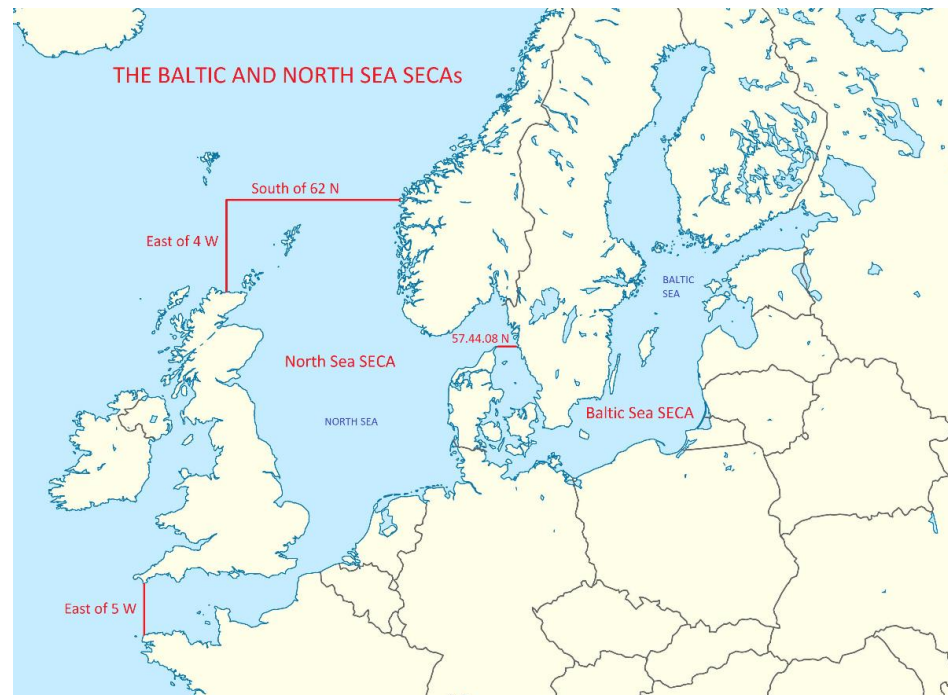 THE BALTIC AND NORTH SEA SECAs
South of 62 N
East of 4 W
BALTIC
SEA
57.44.08 N
North Sea SECA
Baltic Sea SECA
NORTH SEA
East of 5 W